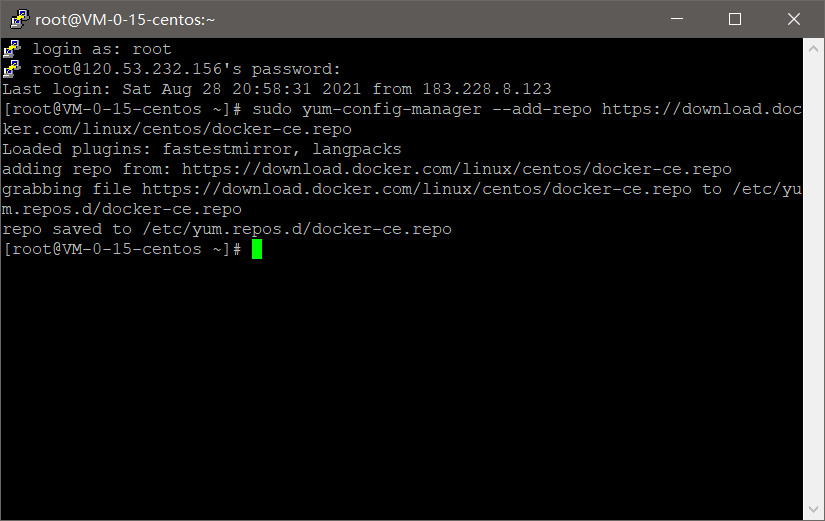 root@VM-0-15-centos:~
login as: root
root@120.53.232.156's password:
Last login: Sat Aug 28 20:58:31 2021 from 183.228.8.123
[root@VM-0-15-centos ~]# sudo yum-config-manager --add-repo https://download.doc
ker.com/linux/centos/docker-ce.repo
Loaded plugins: fastestmirror, langpacks
adding repo from: https://download.docker.com/linux/centos/docker-ce.repo
grabbing file https://download.docker.com/linux/centos/docker-ce.repo to /etc/yu
m.repos.d/docker-ce.repo
repo saved to /etc/yum.repos.d/docker-ce.repo
[root@VM-0-15-centos ~]#